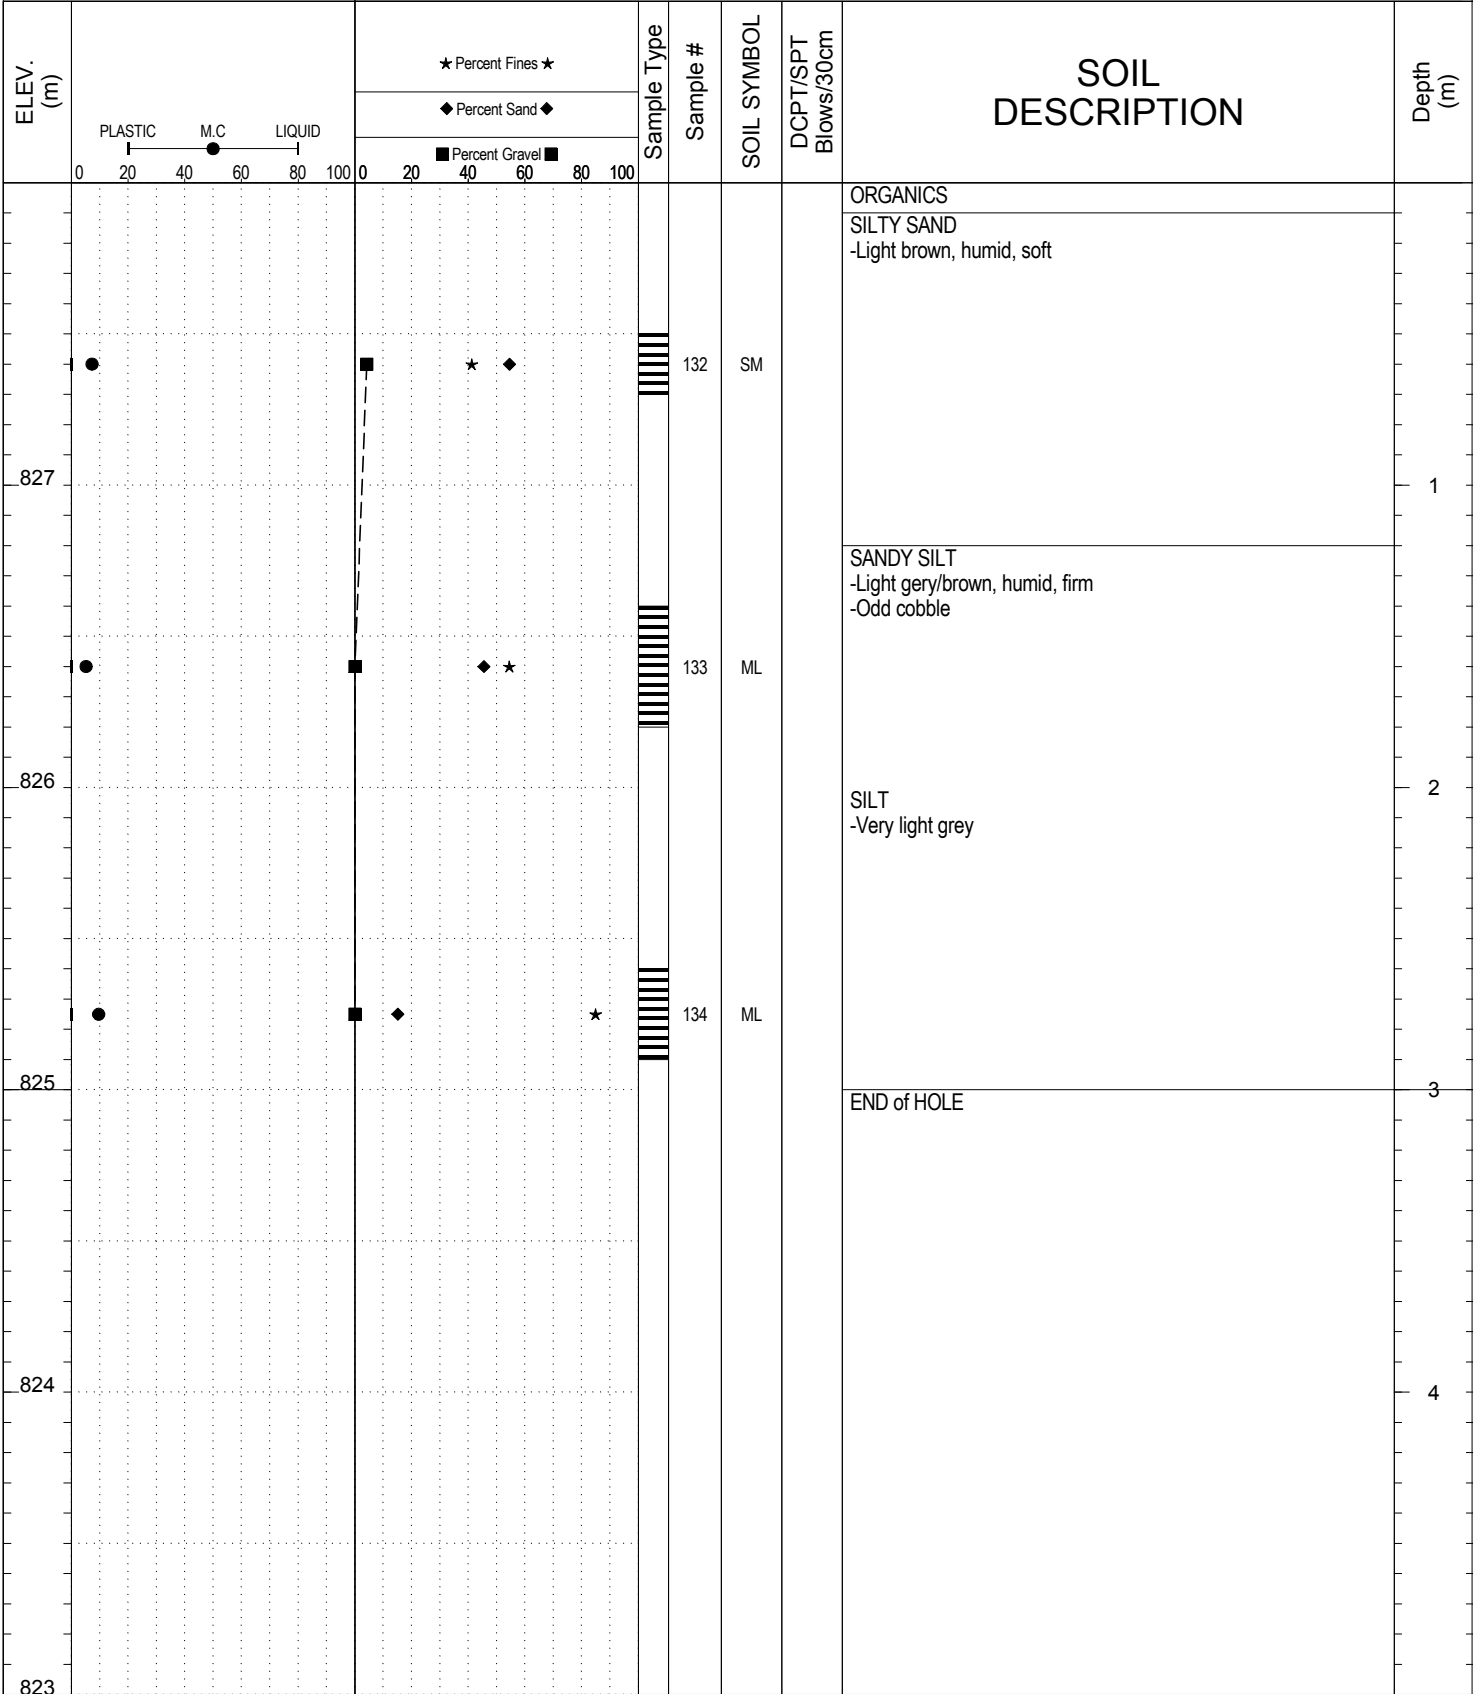 ELEV.
(m)
PLASTIC M.C LIQUID
0 20 40 60 80 100
★ Percent Fines ★
◆ Percent Sand ◆
■ Percent Gravel ■
0 20 40 60 80 100
Sample Type
Sample #
SOIL SYMBOL
DCPT/SPT
Blows/30cm
SOIL
DESCRIPTION
Depth
(m)
ORGANICS
SILTY SAND
-Light brown, humid, soft
132 SM
827 1
SANDY SILT
-Light gery/brown, humid, firm
-Odd cobble
133 ML
826 2
SILT
-Very light grey
134 ML
825 3
END of HOLE
824 4
823